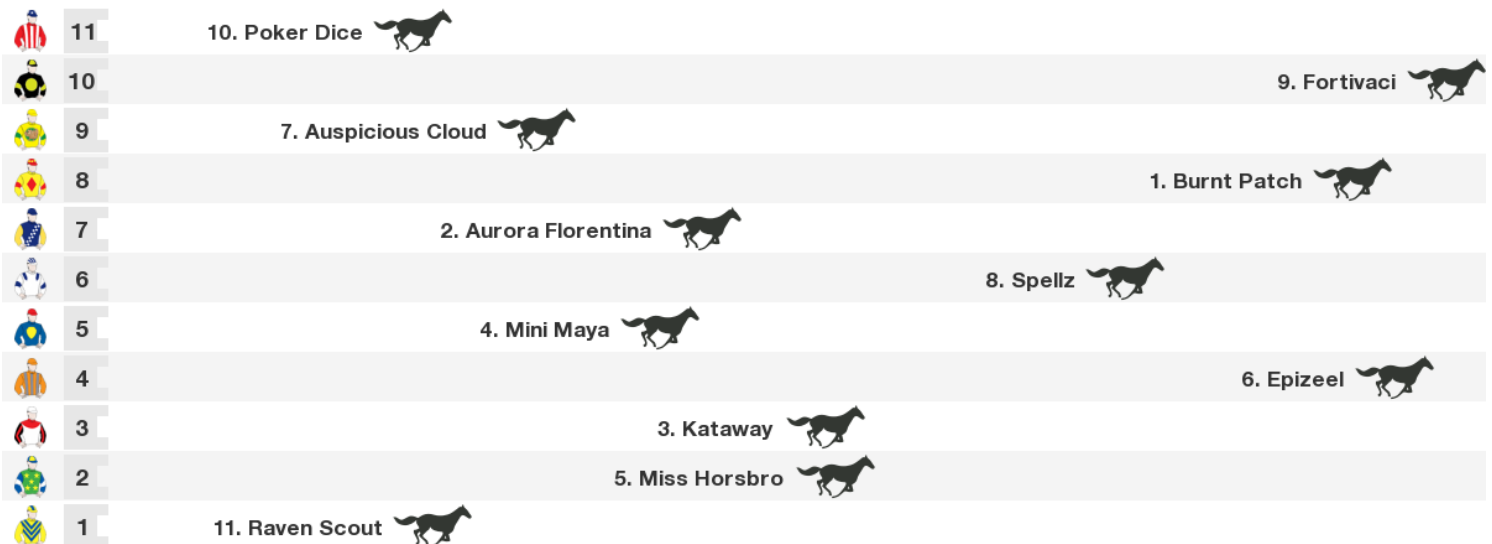 11 10. Poker Dice
10 9. Fortivaci
9 7. Auspicious Cloud
8 1. Burnt Patch
7 2. Aurora Florentina
6 8. Spellz
5 4. Mini Maya
4 6. Epizeel
3 3. Kataway
2 5. Miss Horsbro
1 11. Raven Scout